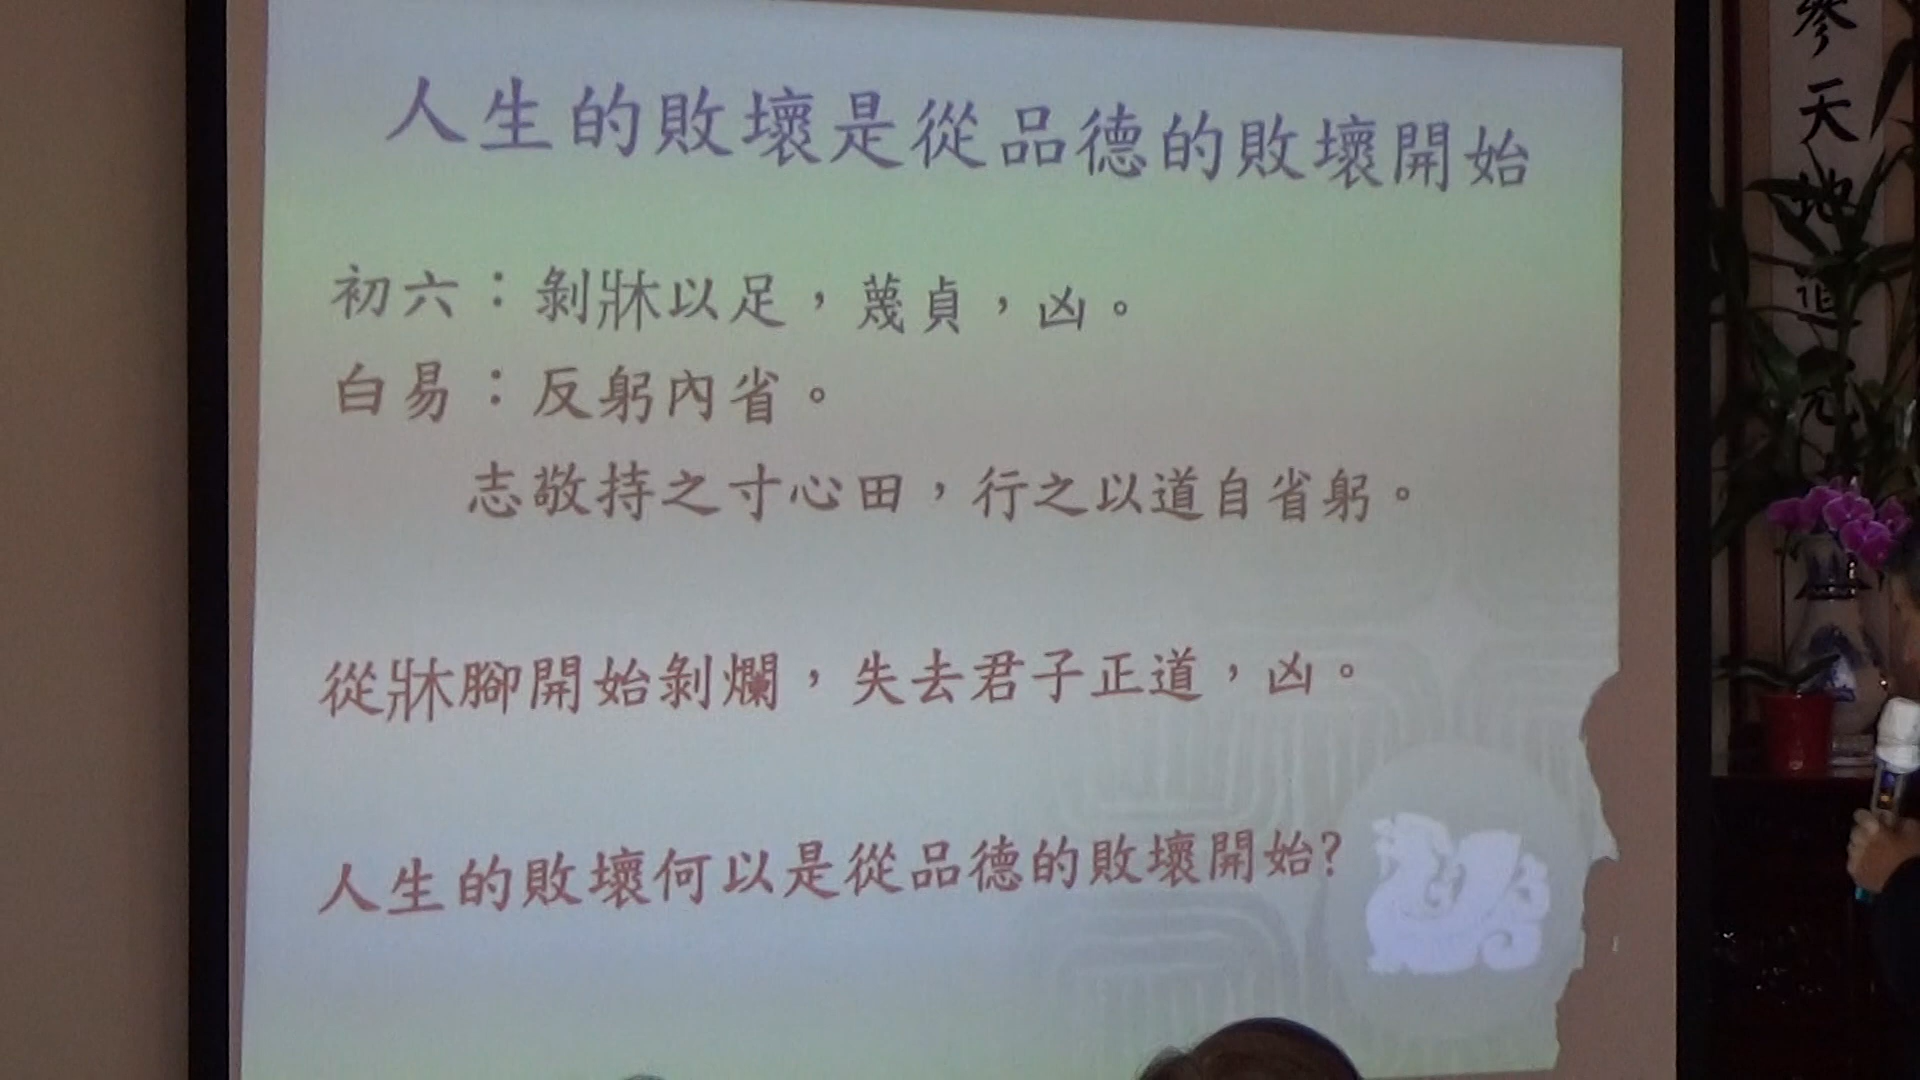 人生的敗壞是從品德的敗壞開始
初六：剝牀以足，蔑貞，凶。
白易：反躬內省。
志敬持之寸心田，行之以道自省躬。
從牀腳開始剝爛，失去君子正道，凶。
人生的敗壞何以是從品德的敗壞開始?
參天地造化